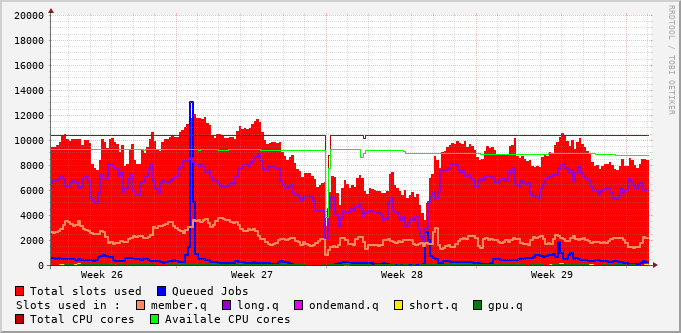 RRDTOOL / TOBI OETIKER
20000
18000
16000
14000
12000
10000
8000
6000
4000
2000
0
Week 26 Week 27 Week 28 Week 29
Total slots used Queued Jobs
Slots used in : member.q long.q ondemand.q short.q gpu.q
Total CPU cores Availale CPU cores